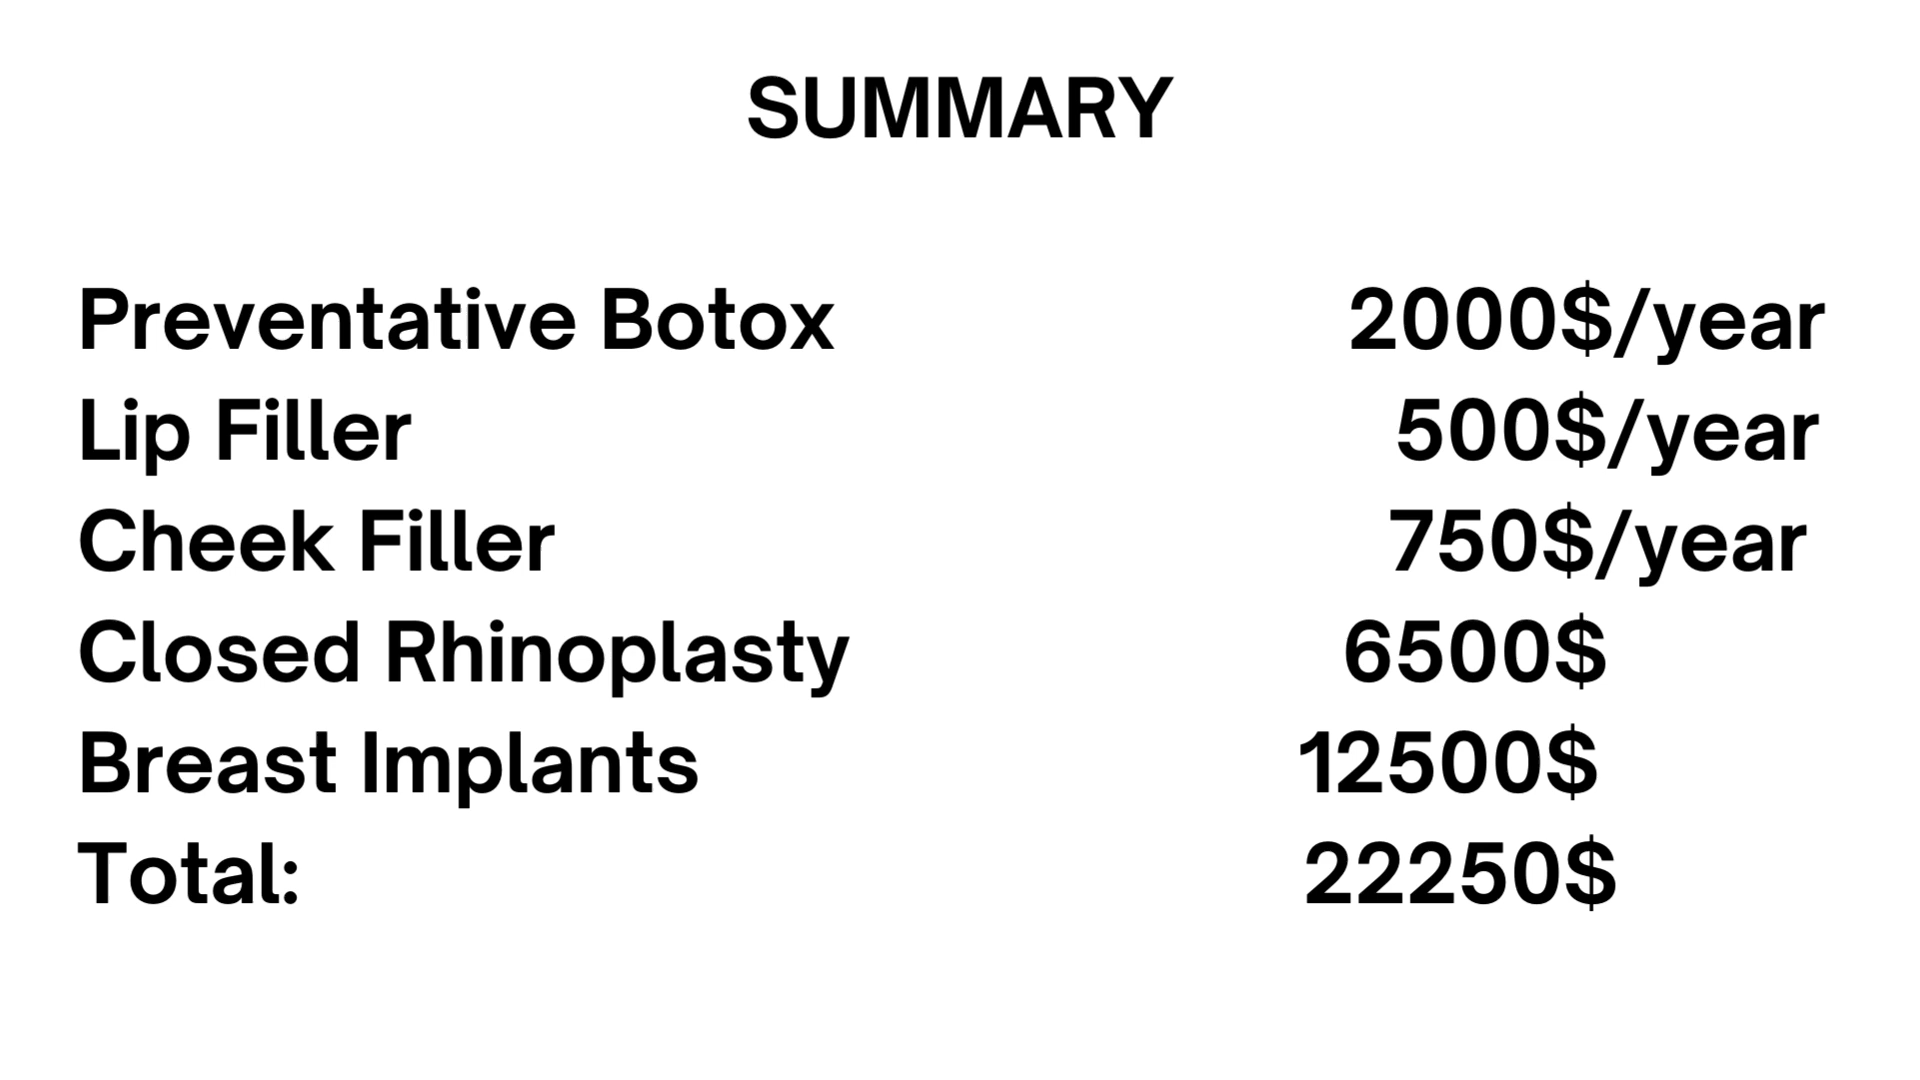 SUMMARY
Preventative Botox 2000$/year
Lip Filler 500$/year
Cheek Filler 750$/year
Closed Rhinoplasty 6500$
Breast Implants 12500$
Total: 22250$